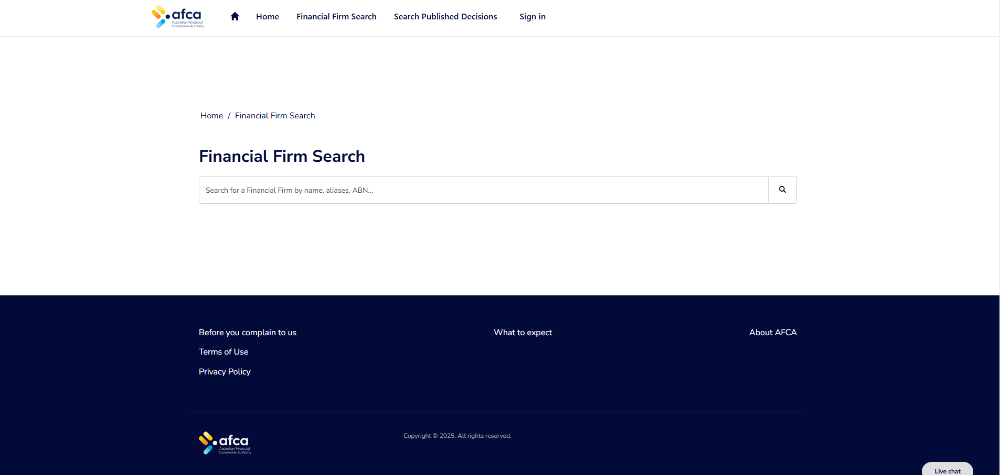 afca
Australian Financial
Complaints Authority
Home
Financial Firm Search
Search Published Decisions
Sign in
Home / Financial Firm Search
Financial Firm Search
Search for a Financial Firm by name, aliases, ABN...
Before you complain to us
What to expect
About AFCA
Terms of Use
Privacy Policy
afca
Australian Financial
Complaints Authority
Copyright © 2025. All rights reserved.
Live chat